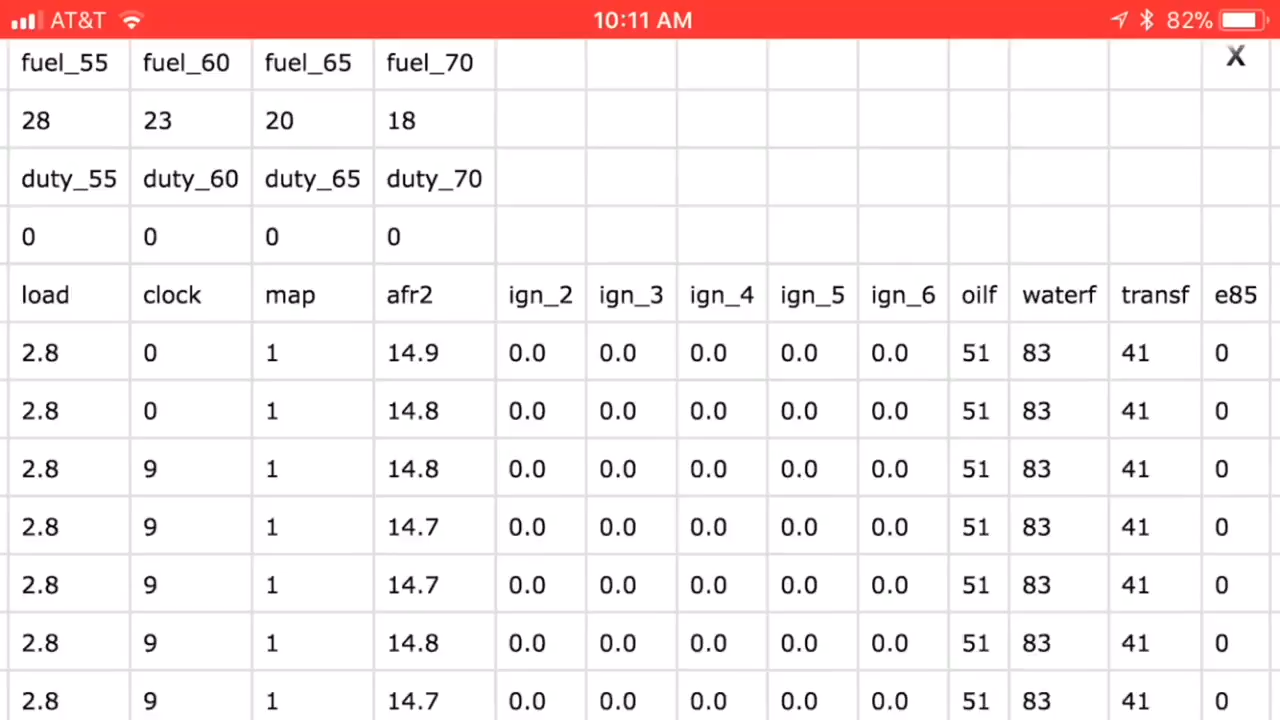 AT&T 10:11 AM 82%
fuel_55 fuel_60 fuel_65 fuel_70 X
28 23 20 18
duty_55 duty_60 duty_65 duty_70
0 0 0 0
load clock map afr2 ign_2 ign_3 ign_4 ign_5 ign_6 oilf waterf transf e85
2.8 0 1 14.9 0.0 0.0 0.0 0.0 0.0 51 83 41 0
2.8 0 1 14.8 0.0 0.0 0.0 0.0 0.0 51 83 41 0
2.8 9 1 14.8 0.0 0.0 0.0 0.0 0.0 51 83 41 0
2.8 9 1 14.7 0.0 0.0 0.0 0.0 0.0 51 83 41 0
2.8 9 1 14.7 0.0 0.0 0.0 0.0 0.0 51 83 41 0
2.8 9 1 14.8 0.0 0.0 0.0 0.0 0.0 51 83 41 0
2.8 9 1 14.7 0.0 0.0 0.0 0.0 0.0 51 83 41 0